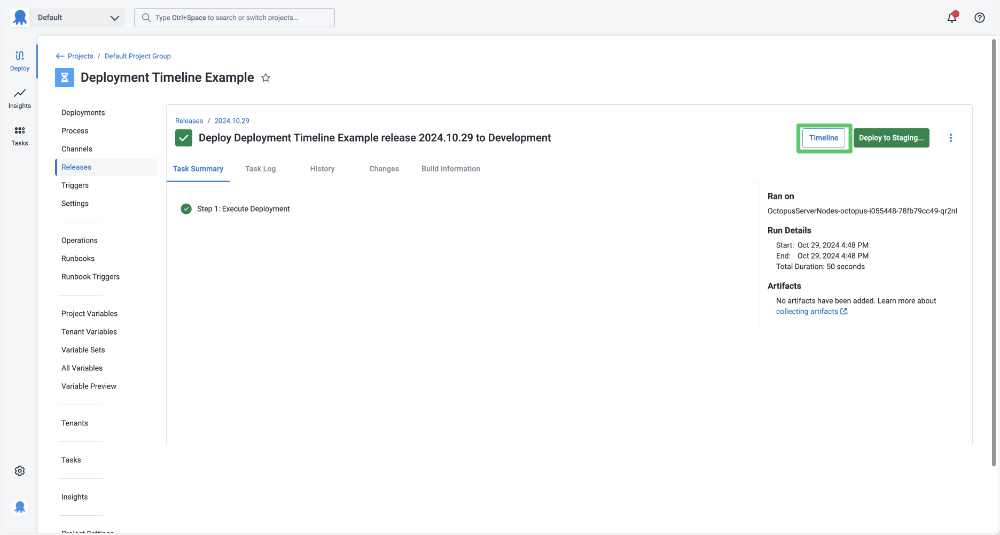 Default
Type Ctrl+Space to search or switch projects...
Deploy
Insights
Tasks
← Projects / Default Project Group
Deployment Timeline Example
Deployments
Process
Channels
Releases
Triggers
Settings
Operations
Runbooks
Runbook Triggers
Project Variables
Tenant Variables
Variable Sets
All Variables
Variable Preview
Tenants
Tasks
Insights
Project Settings
Releases / 2024.10.29
Deploy Deployment Timeline Example release 2024.10.29 to Development
Timeline
Deploy to Staging...
Task Summary Task Log History Changes Build Information
Step 1: Execute Deployment
Ran on
OctopusServerNodes-octopus-i055448-78fb79cc49-qr2nl
Run Details
Start: Oct 29, 2024 4:48 PM
End: Oct 29, 2024 4:48 PM
Total Duration: 50 seconds
Artifacts
No artifacts have been added. Learn more about
collecting artifacts.